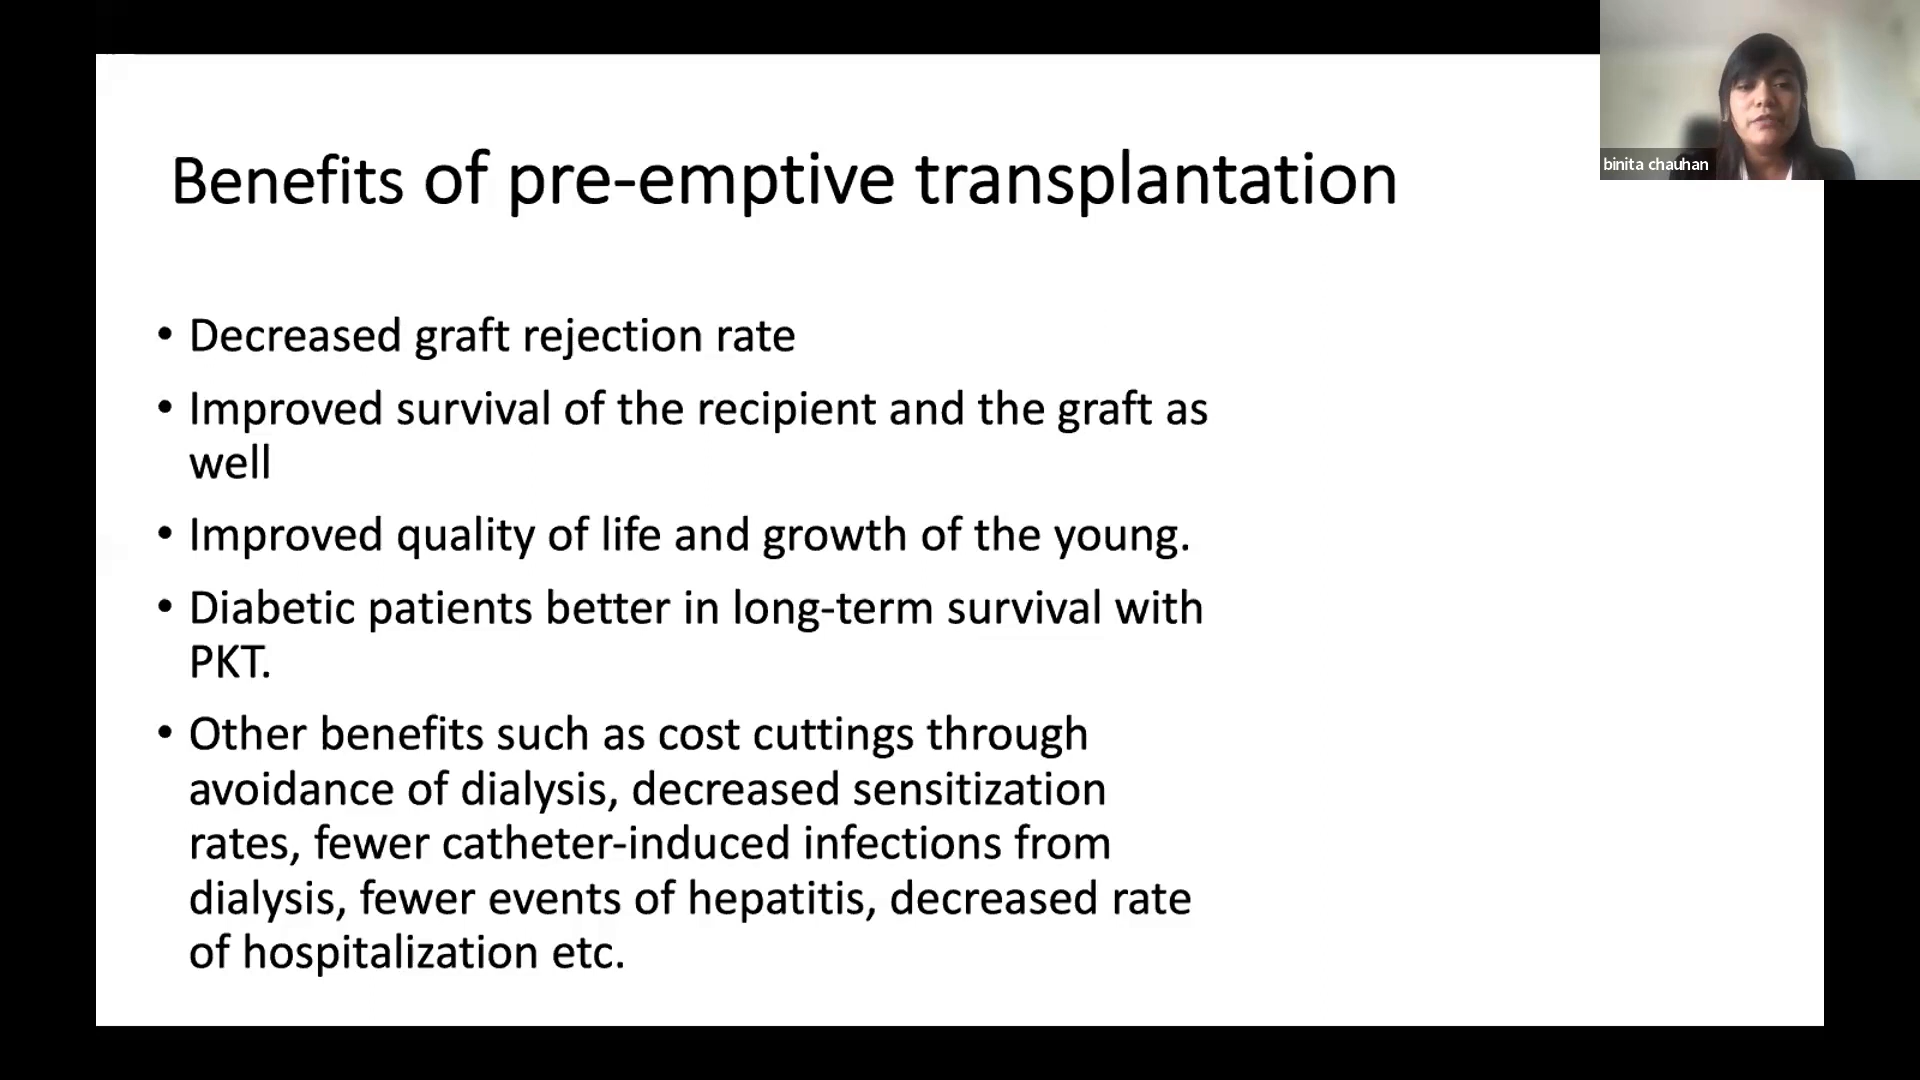 Benefits of pre-emptive transplantation
binita chauhan
• Decreased graft rejection rate
• Improved survival of the recipient and the graft as
well
• Improved quality of life and growth of the young.
• Diabetic patients better in long-term survival with
PKT.
• Other benefits such as cost cuttings through
avoidance of dialysis, decreased sensitization
rates, fewer catheter-induced infections from
dialysis, fewer events of hepatitis, decreased rate
of hospitalization etc.